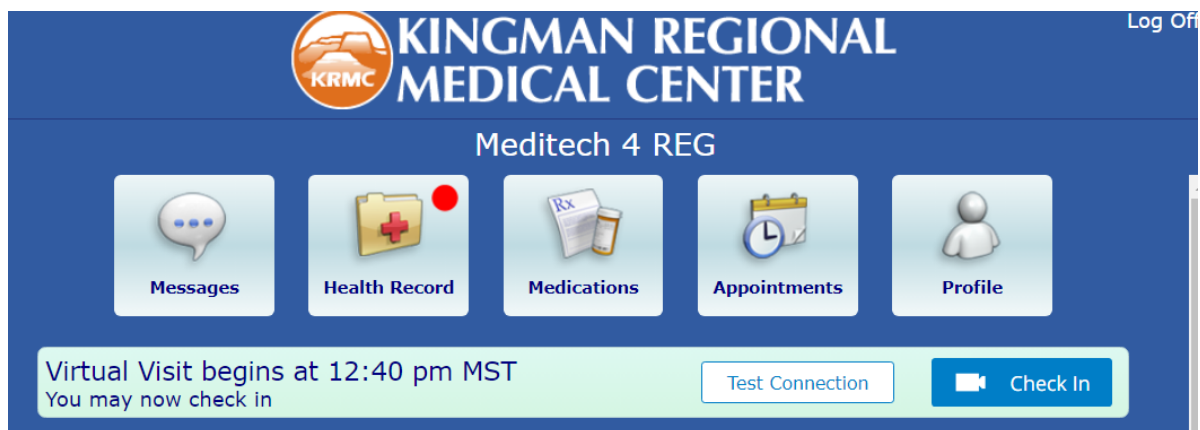 KINGMAN REGIONAL
MEDICAL CENTER
KRMC
Log Off
Meditech 4 REG
Messages
Rx
Health Record
Medications
Appointments
Profile
Virtual Visit begins at 12:40 pm MST
You may now check in
Test Connection
Check In